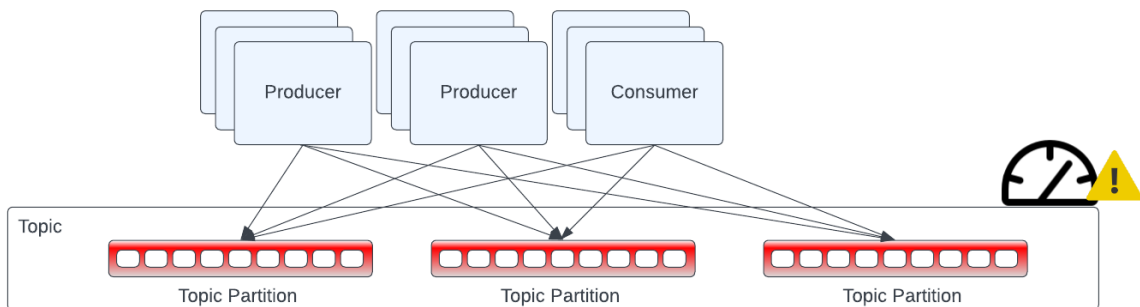 Producer
Producer
Consumer
!
Topic
Topic Partition
Topic Partition
Topic Partition